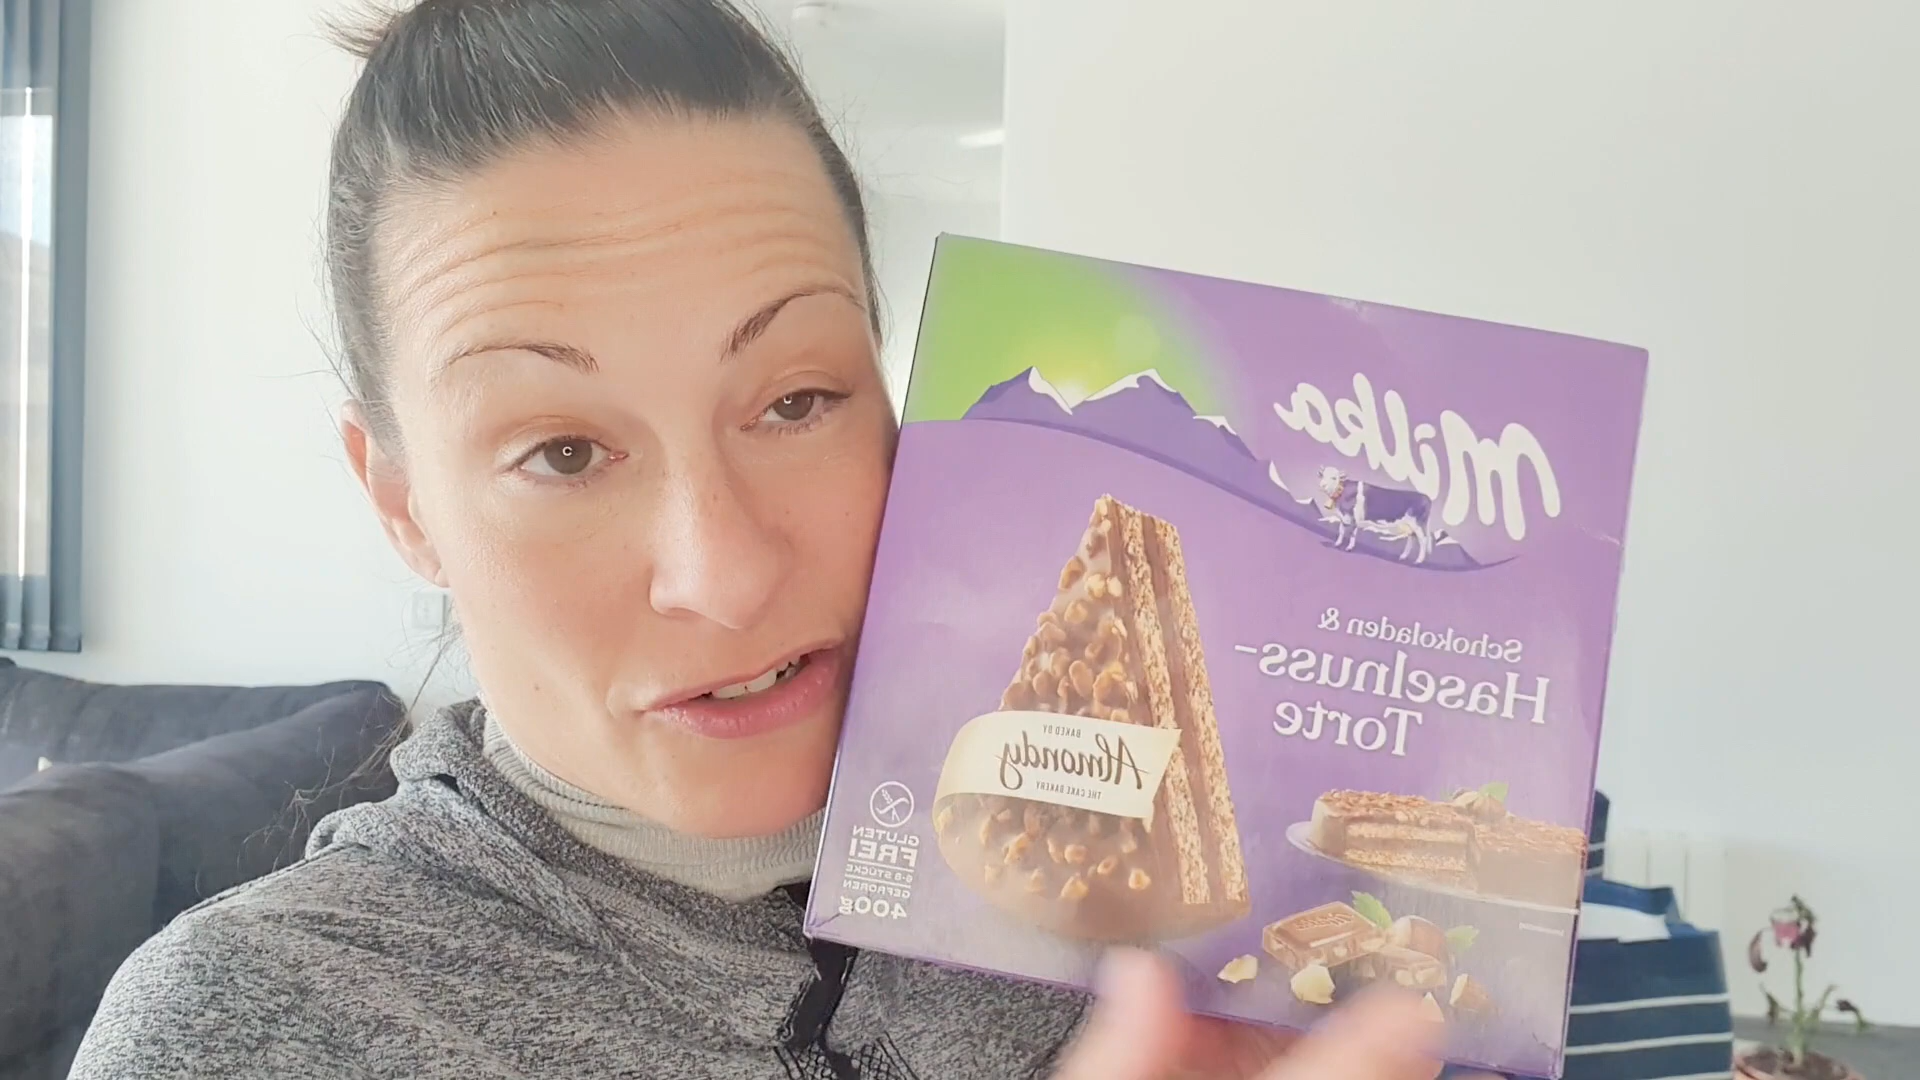 Milka
Schokoladen &
Haselnuss-
Torte
BAKED BY
Almondy
THE CAKE BAKERY
GLUTEN
FREI
6-8 STÜCKE
GEFROREN
400g